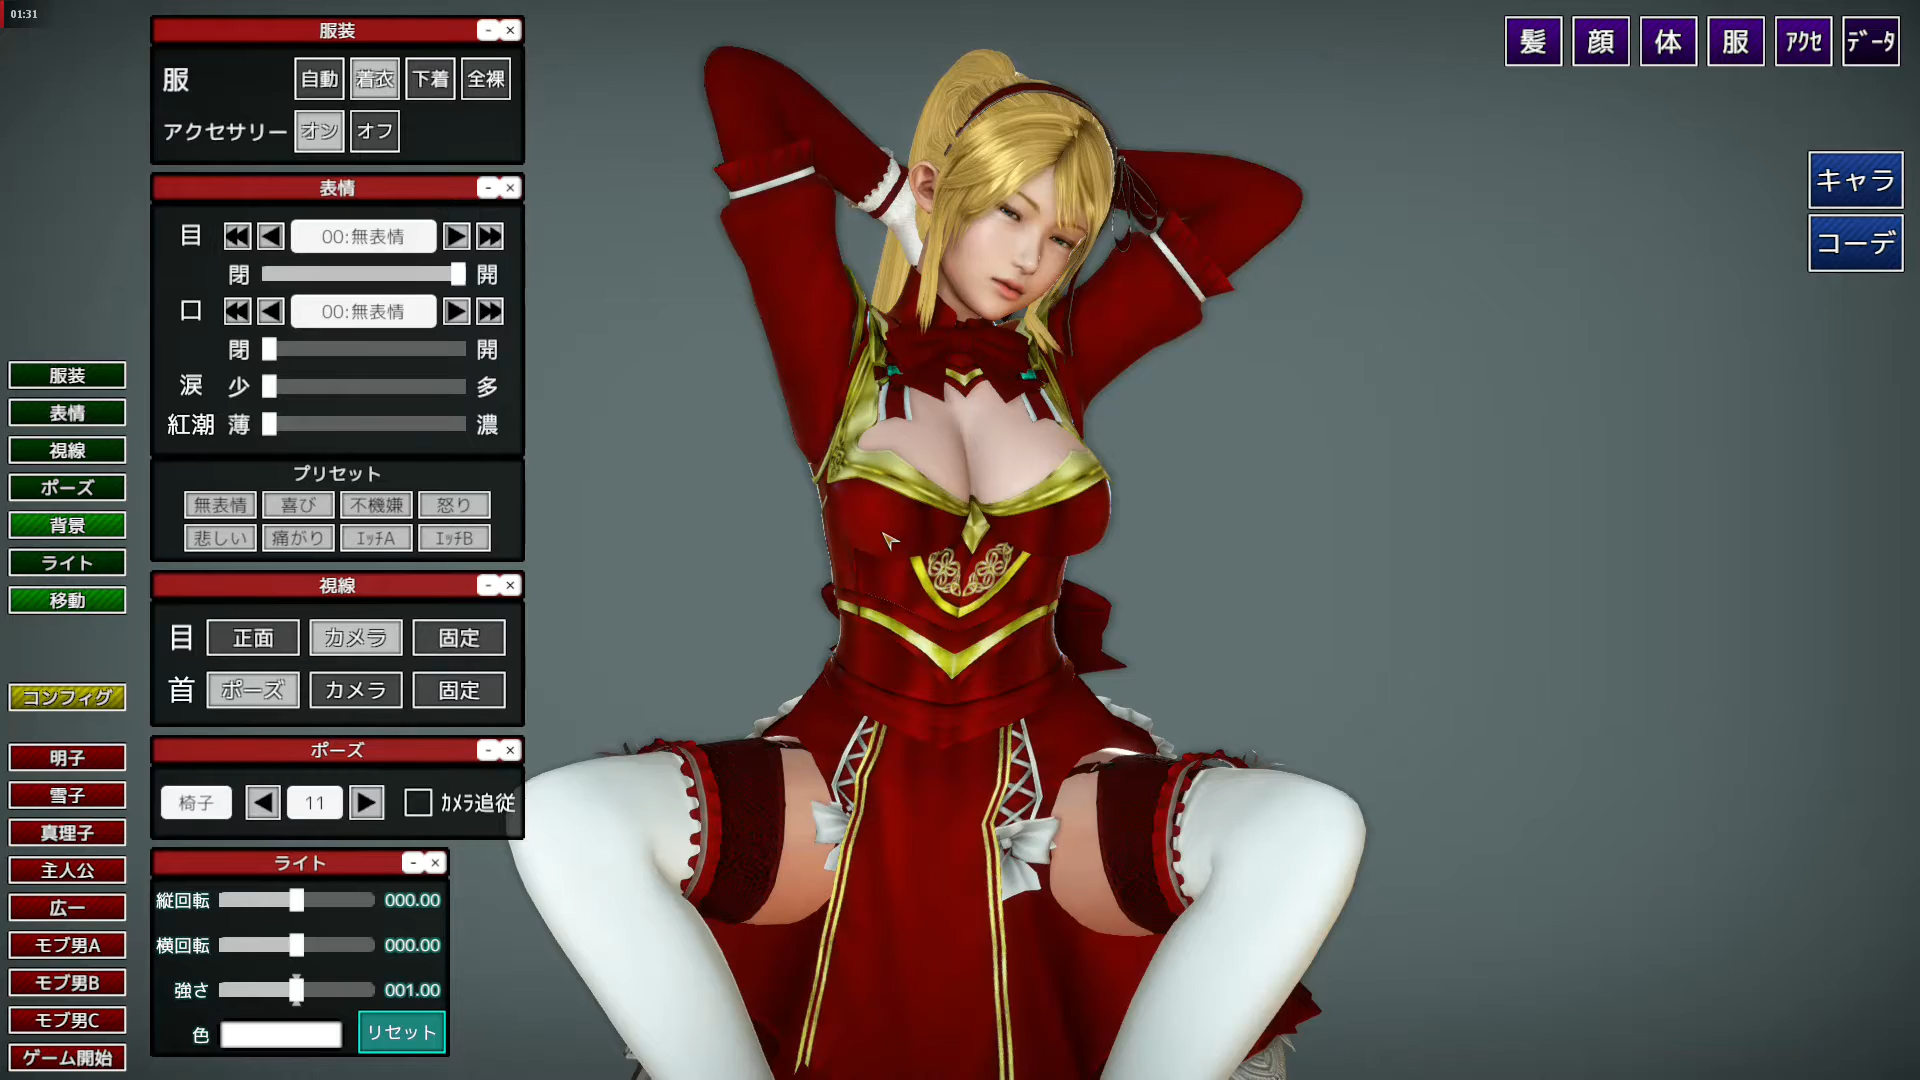 01:31
服装
服 自動 着衣 下着 全裸
アクセサリー オン オフ
表情
目 00:無表情
閉 開
口 00:無表情
閉 開
涙 少 多
紅潮 薄 濃
プリセット
無表情 喜び 不機嫌 怒り
悲しい 痛がり ｴｯﾁA ｴｯﾁB
視線
目 正面 カメラ 固定
首 ポーズ カメラ 固定
ポーズ
椅子 11 ｶﾒﾗ追従
ライト
縦回転 000.00
横回転 000.00
強さ 001.00
色 リセット
服装
表情
視線
ポーズ
背景
ライト
移動
コンフィグ
明子
雪子
真理子
主人公
広一
モブ男A
モブ男B
モブ男C
ゲーム開始
髪 顔 体 服 ｱｸｾ ﾃﾞｰﾀ
キャラ
コーデ